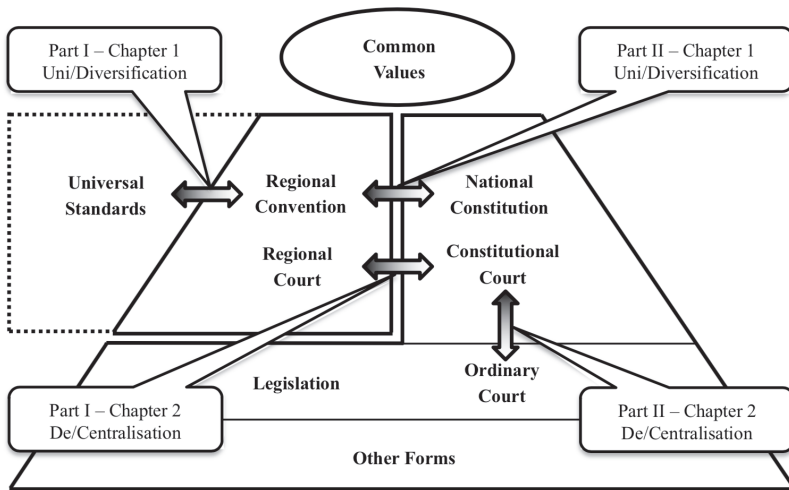 Part I – Chapter 1
Uni/Diversification
Common
Values
Part II – Chapter 1
Uni/Diversification
Universal
Standards
Regional
Convention
National
Constitution
Regional
Court
Constitutional
Court
Legislation
Ordinary
Court
Part I – Chapter 2
De/Centralisation
Part II – Chapter 2
De/Centralisation
Other Forms